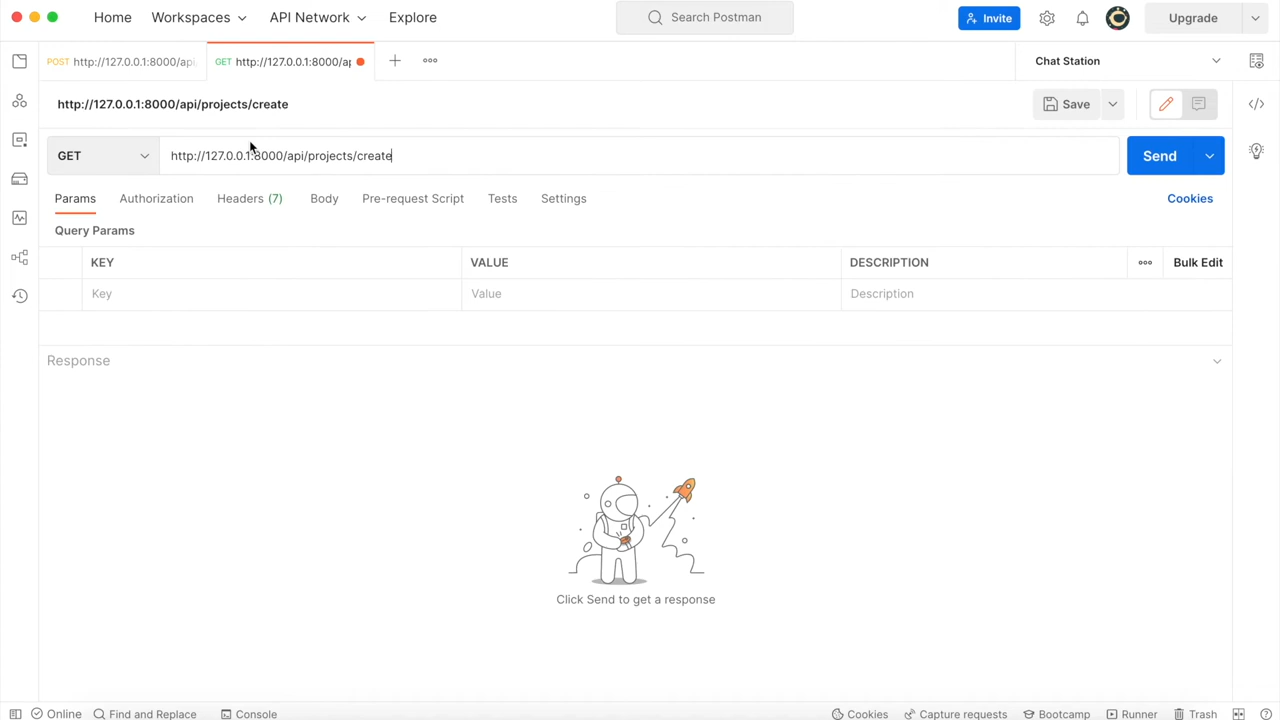 Home Workspaces API Network Explore Search Postman Invite Upgrade
POST http://127.0.0.1:8000/api GET http://127.0.0.1:8000/ap Chat Station
http://127.0.0.1:8000/api/projects/create Save
GET http://127.0.0.1:8000/api/projects/create Send
Params Authorization Headers (7) Body Pre-request Script Tests Settings Cookies
Query Params
KEY VALUE DESCRIPTION Bulk Edit
Key Value Description
Response
Click Send to get a response
Online Find and Replace Console Cookies Capture requests Bootcamp Runner Trash